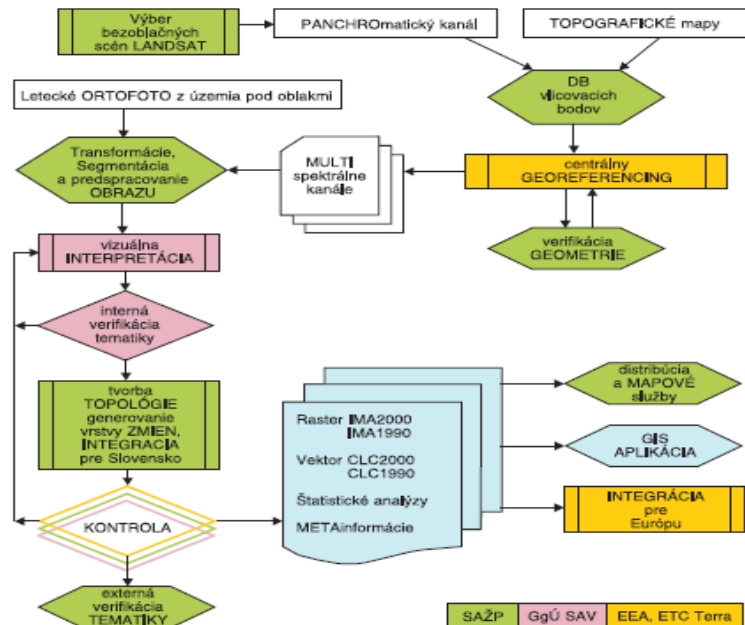 Výber
bezoblačných
scén LANDSAT
PANCHROmatický kanál
TOPOGRAFICKÉ mapy
Letecké ORTOFOTO z územia pod oblakmi
DB
vlicovacích
bodov
Transformácie,
Segmentácia
a predspracovanie
OBRAZU
MULTI
spektrálne
kanále
centrálny
GEOREFERENCING
vizuálna
INTERPRETÁCIA
verifikácia
GEOMETRIE
interná
verifikácia
tematiky
tvorba
TOPOLÓGIE
generovanie
vrstvy ZMIEN,
INTEGRACIA
pre Slovensko
Raster IMA2000
IMA1990
Vektor CLC2000
CLC1990
Štatistické analýzy
METAinformácie
distribúcia
a MAPOVÉ
služby
GIS
APLIKÁCIA
INTEGRÁCIA
pre
Európu
KONTROLA
externá
verifikácia
TEMATIKY
SAŽP GgÚ SAV EEA, ETC Terra